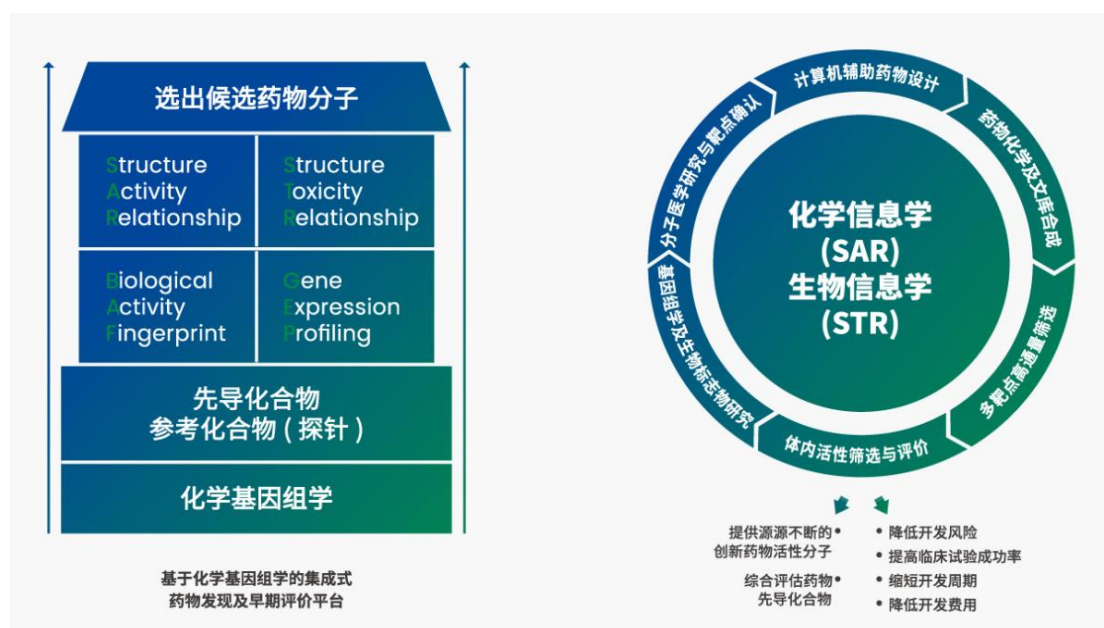 选出候选药物分子
Structure
Activity
Relationship
Structure
Toxicity
Relationship
Biological
Activity
Fingerprint
Gene
Expression
Profiling
先导化合物
参考化合物 ( 探针 )
化学基因组学
基于化学基因组学的集成式
药物发现及早期评价平台
计算机辅助药物设计
药物化学及文库合成
多靶点高通量筛选
体内活性筛选与评价
基因组学及生物标志物研究
分子医学研究与靶点确认
化学信息学
(SAR)
生物信息学
(STR)
提供源源不断的•
创新药物活性分子
综合评估药物•
先导化合物
• 降低开发风险
• 提高临床试验成功率
• 缩短开发周期
• 降低开发费用